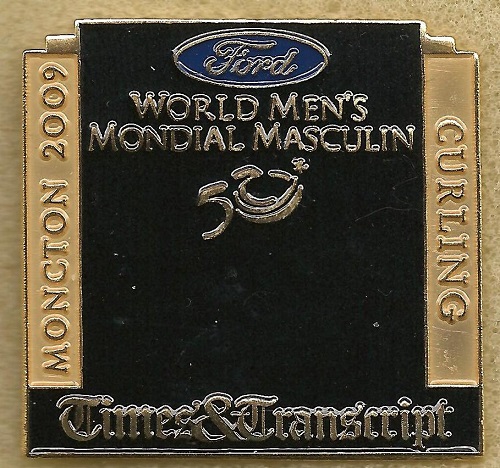 Ford
WORLD MEN'S
MONDIAL MASCULIN
50
MONCTON 2009
CURLING
Times & Transcript